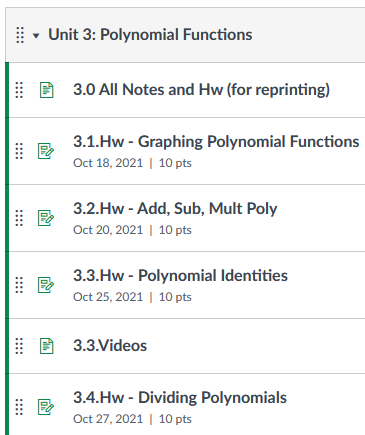 Unit 3: Polynomial Functions
3.0 All Notes and Hw (for reprinting)
3.1.Hw - Graphing Polynomial Functions
Oct 18, 2021 | 10 pts
3.2.Hw - Add, Sub, Mult Poly
Oct 20, 2021 | 10 pts
3.3.Hw - Polynomial Identities
Oct 25, 2021 | 10 pts
3.3.Videos
3.4.Hw - Dividing Polynomials
Oct 27, 2021 | 10 pts